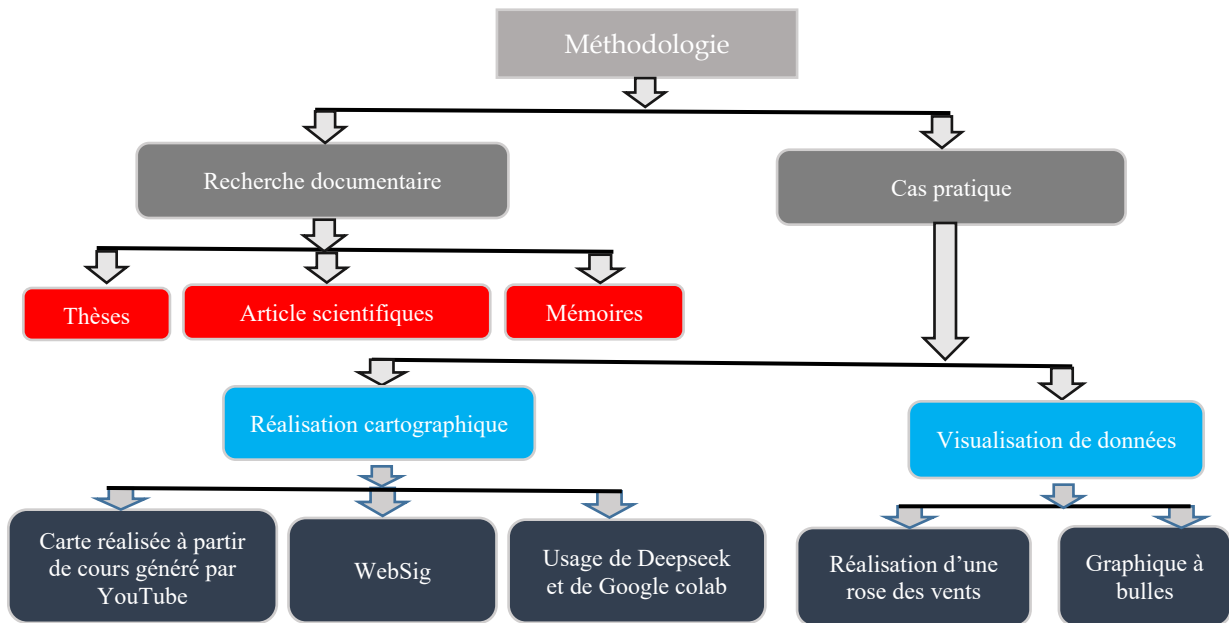 Méthodologie
Recherche documentaire
Cas pratique
Thèses
Article scientifiques
Mémoires
Réalisation cartographique
Visualisation de données
Carte réalisée à partir
de cours généré par
YouTube
WebSig
Usage de Deepseek
et de Google colab
Réalisation d’une
rose des vents
Graphique à
bulles